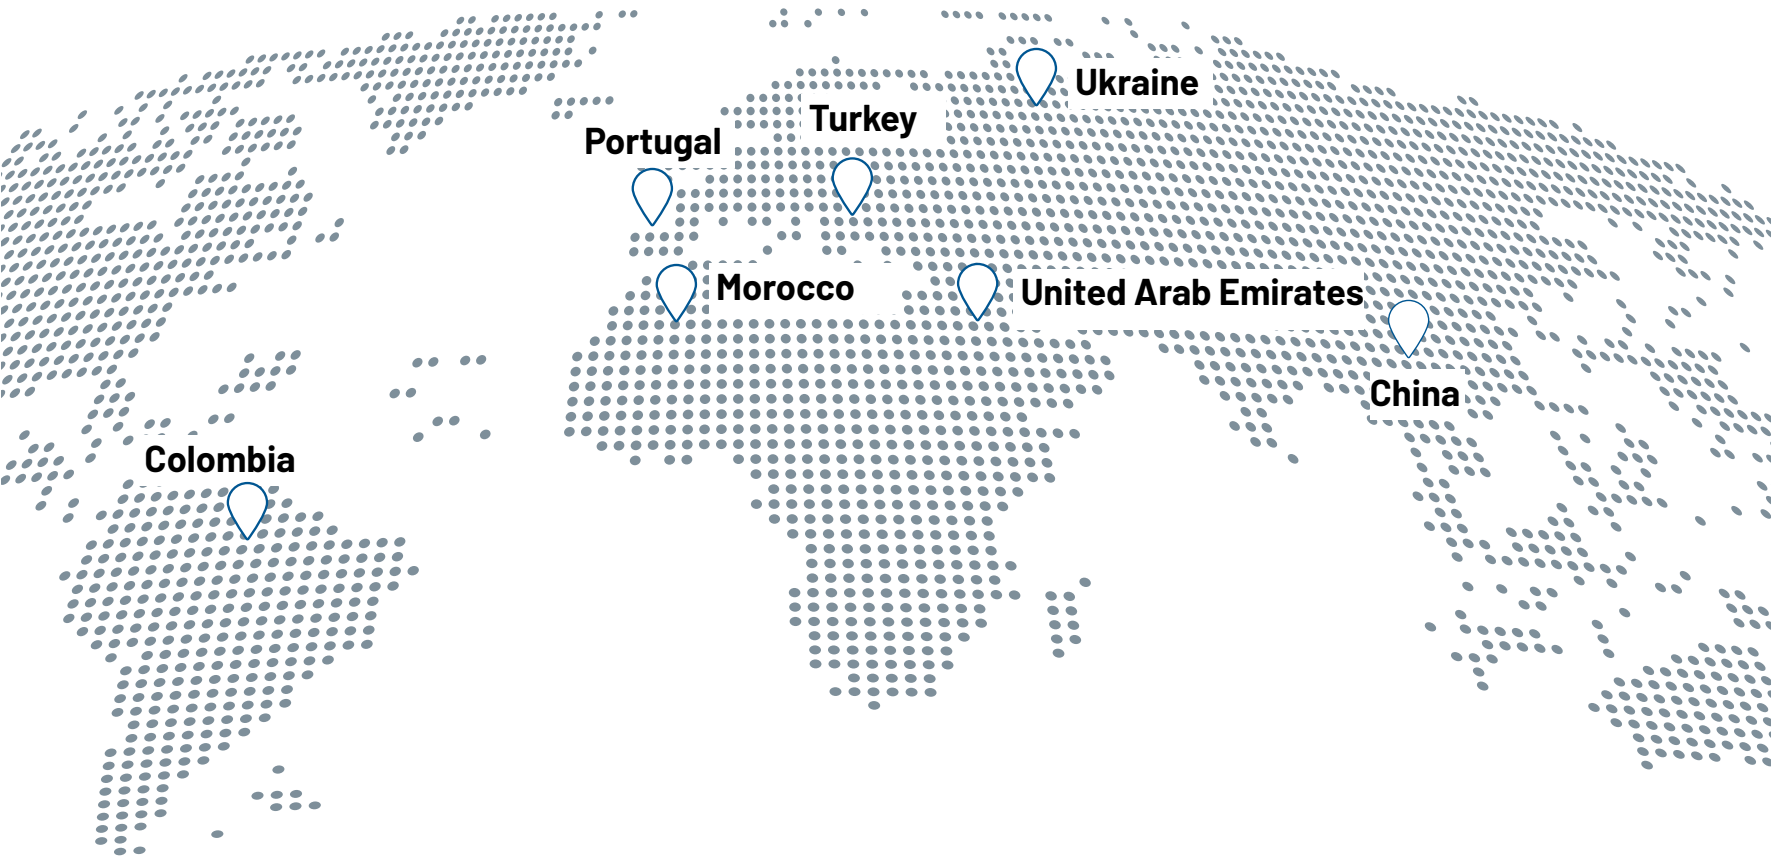 Ukraine
Turkey
Portugal
Morocco
United Arab Emirates
China
Colombia